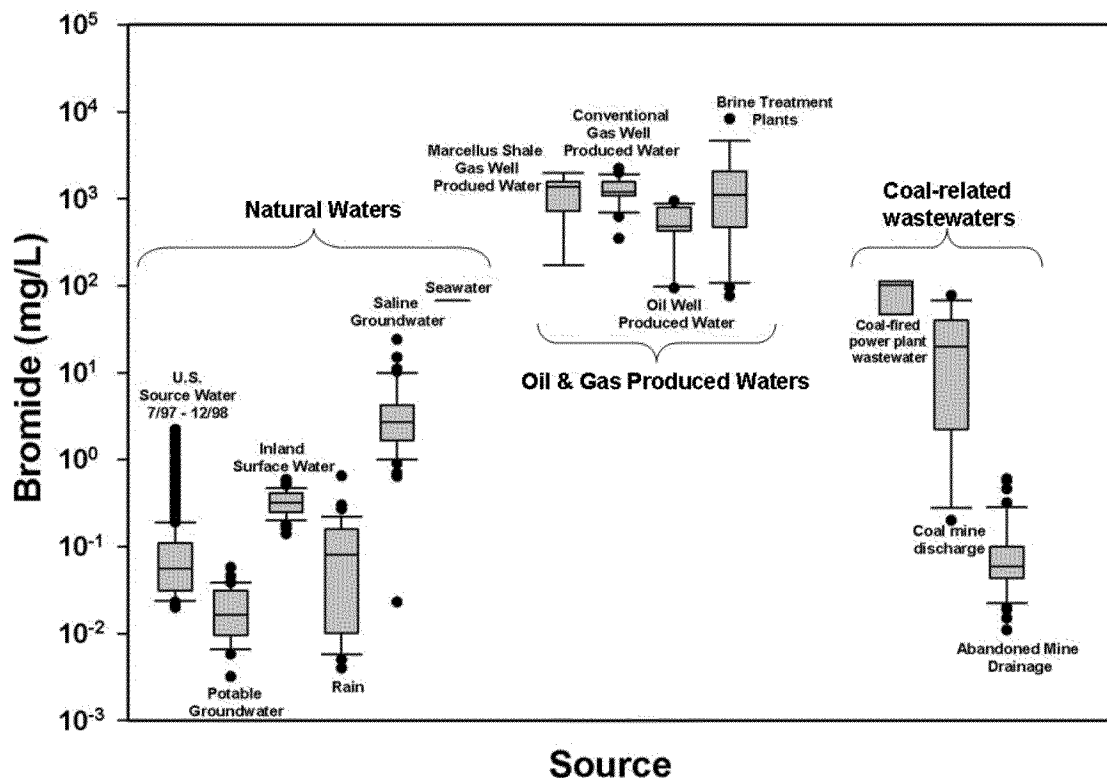 10^5
10^4
10^3
10^2
10^1
10^0
10^-1
10^-2
10^-3
Bromide (mg/L)
Source
Natural Waters
U.S.
Source Water
7/97 - 12/98
Potable
Groundwater
Inland
Surface Water
Rain
Saline
Groundwater
Seawater
Marcellus Shale
Gas Well
Produed Water
Conventional
Gas Well
Produced Water
Oil Well
Produced Water
Brine Treatment
Plants
Oil & Gas Produced Waters
Coal-related
wastewaters
Coal-fired
power plant
wastewater
Coal mine
discharge
Abandoned Mine
Drainage